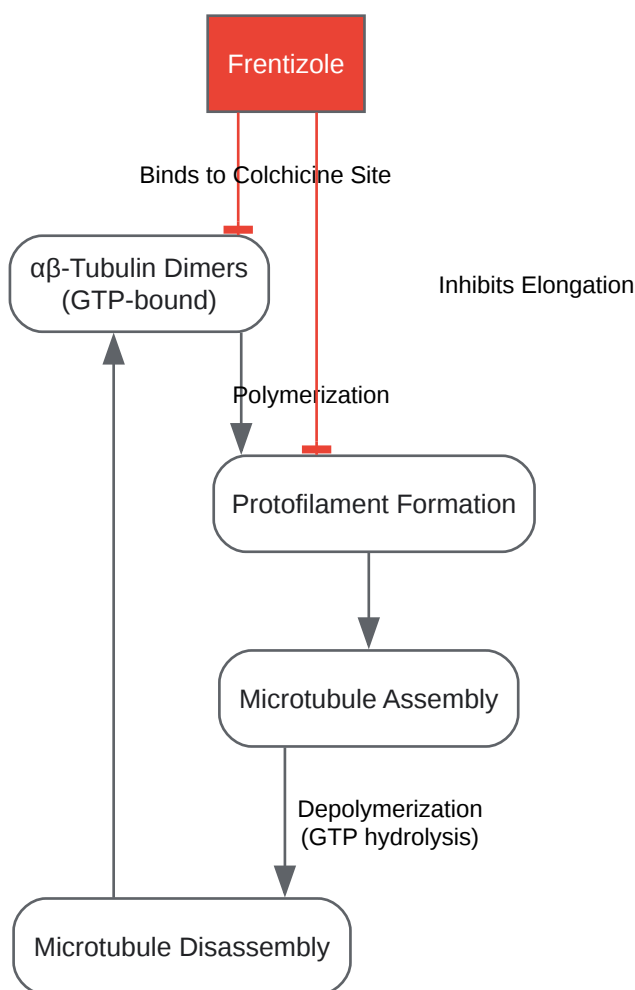 Frentizole
Binds to Colchicine Site
αβ-Tubulin Dimers
(GTP-bound)
Inhibits Elongation
Polymerization
Protofilament Formation
Microtubule Assembly
Depolymerization
(GTP hydrolysis)
Microtubule Disassembly